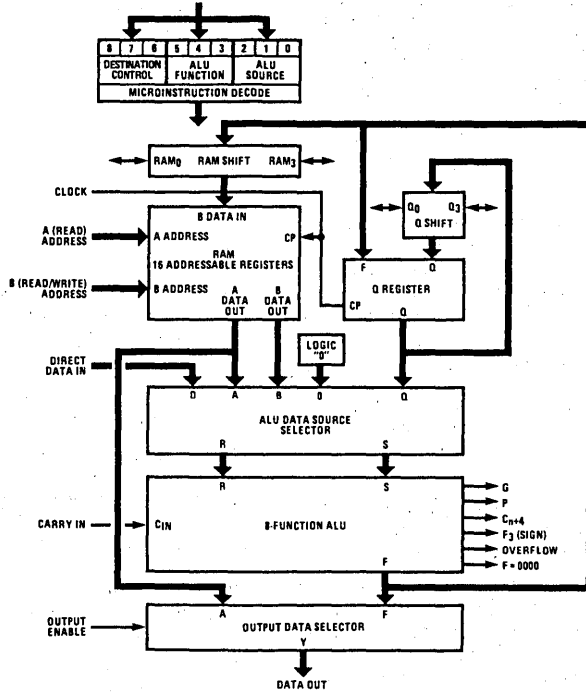 8 7 6 5 4 3 2 1 0
DESTINATION CONTROL
ALU FUNCTION
ALU SOURCE
MICROINSTRUCTION DECODE
RAM0 RAM SHIFT RAM3
CLOCK
B DATA IN
Q0 Q3
Q SHIFT
A (READ)
ADDRESS
A ADDRESS
CP
RAM
16 ADDRESSABLE REGISTERS
F Q
Q REGISTER
B (READ/WRITE)
ADDRESS
B ADDRESS
A
DATA
OUT
B
DATA
OUT
CP
Q
LOGIC
"0"
DIRECT
DATA IN
D A B 0 Q
ALU DATA SOURCE
SELECTOR
R S
R S
G
P
CARRY IN
CIN
8-FUNCTION ALU
Cn+4
F3 (SIGN)
OVERFLOW
F = 0000
F
A F
OUTPUT
ENABLE
OUTPUT DATA SELECTOR
Y
DATA OUT